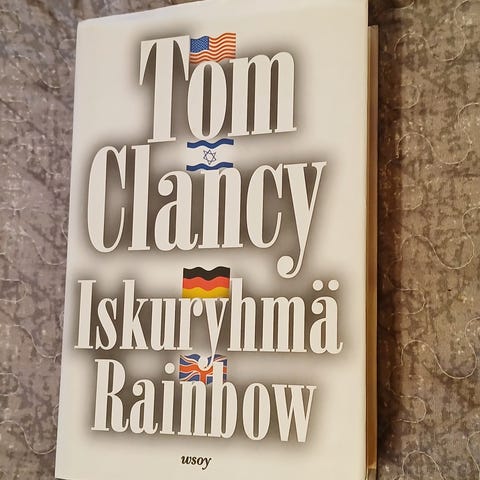 Tom
Clancy
Iskuryhmä
Rainbow
wsoy